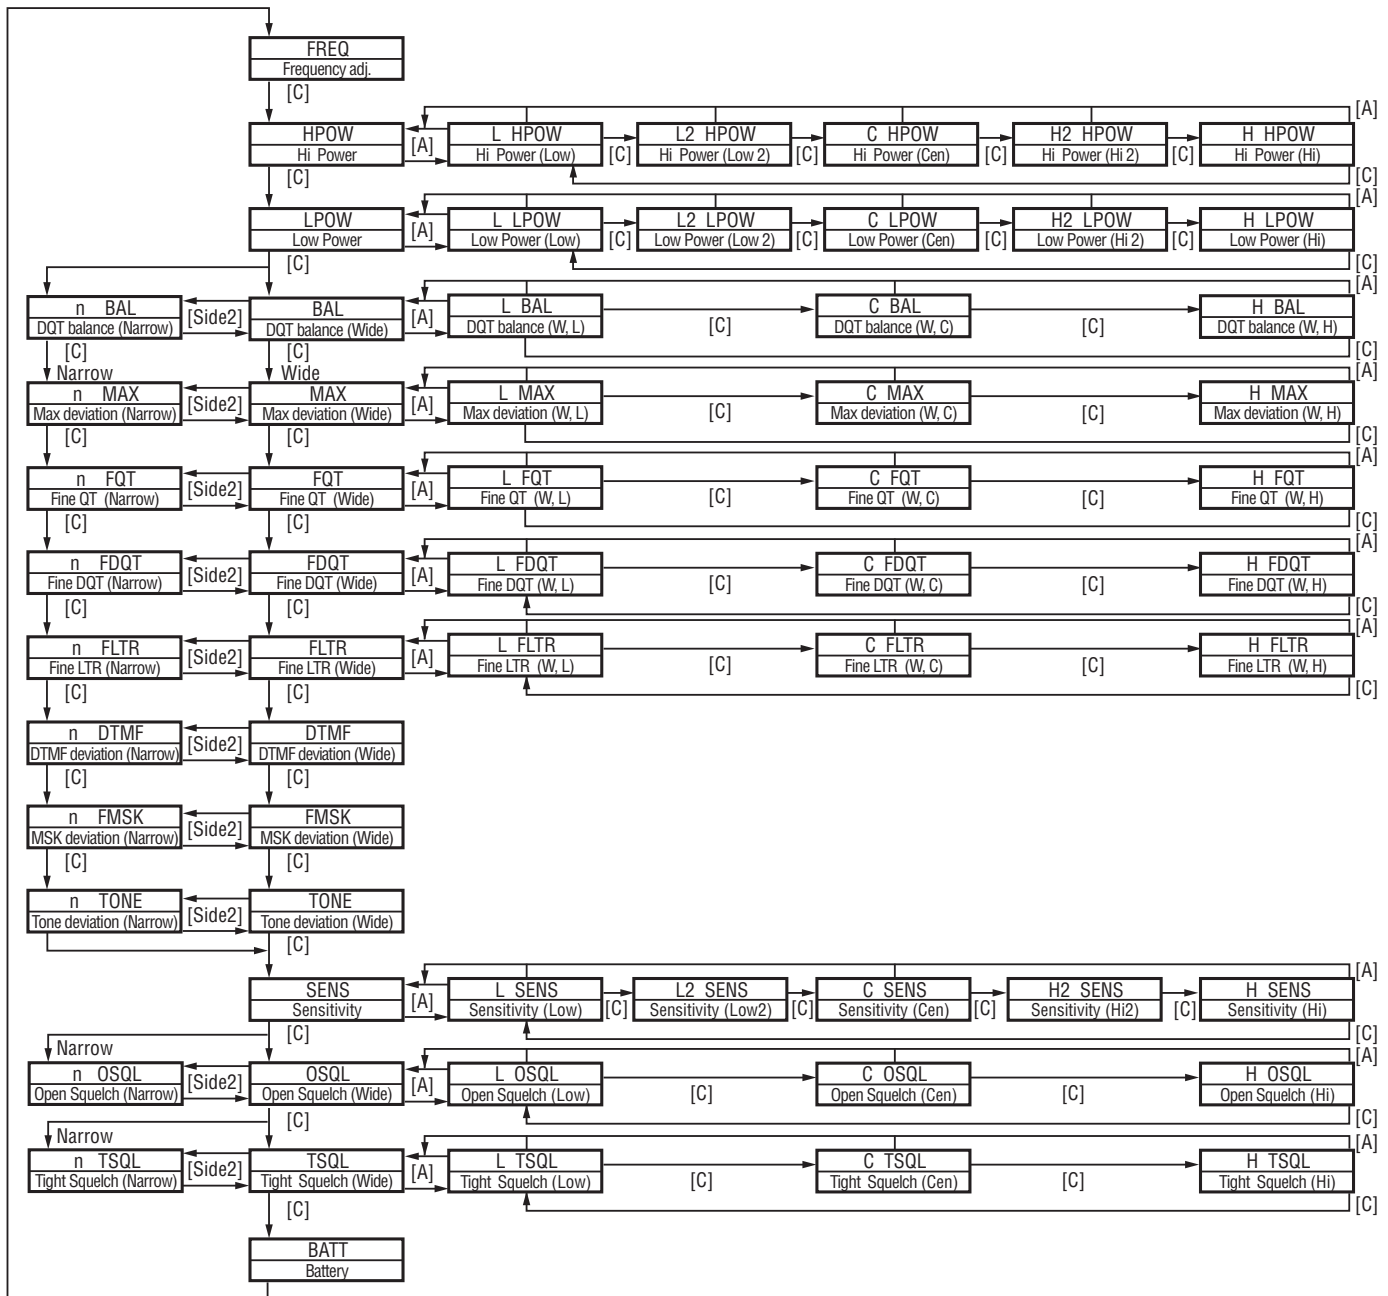 FREQ
Frequency adj.
[C]
[A]
HPOW
L HPOW
L2 HPOW
C HPOW
H2 HPOW
H HPOW
Hi Power
[A]
Hi Power (Low)
[C]
Hi Power (Low 2)
[C]
Hi Power (Cen)
[C]
Hi Power (Hi 2)
[C]
Hi Power (Hi)
[C]
[C]
[A]
LPOW
L LPOW
L2 LPOW
C LPOW
H2 LPOW
H LPOW
Low Power
[A]
Low Power (Low)
[C]
Low Power (Low 2)
[C]
Low Power (Cen)
[C]
Low Power (Hi 2)
[C]
Low Power (Hi)
[C]
[C]
[A]
n BAL
BAL
L BAL
C BAL
H BAL
DQT balance (Narrow)
[Side2]
DQT balance (Wide)
[A]
DQT balance (W, L)
[C]
DQT balance (W, C)
[C]
DQT balance (W, H)
[C]
[C]
[C]
Narrow
Wide
[A]
n MAX
MAX
L MAX
C MAX
H MAX
Max deviation (Narrow)
[Side2]
Max deviation (Wide)
[A]
Max deviation (W, L)
[C]
Max deviation (W, C)
[C]
Max deviation (W, H)
[C]
[C]
[C]
[A]
n FQT
FQT
L FQT
C FQT
H FQT
Fine QT (Narrow)
[Side2]
Fine QT (Wide)
[A]
Fine QT (W, L)
[C]
Fine QT (W, C)
[C]
Fine QT (W, H)
[C]
[C]
[C]
[A]
n FDQT
FDQT
L FDQT
C FDQT
H FDQT
Fine DQT (Narrow)
[Side2]
Fine DQT (Wide)
[A]
Fine DQT (W, L)
[C]
Fine DQT (W, C)
[C]
Fine DQT (W, H)
[C]
[C]
[C]
[A]
n FLTR
FLTR
L FLTR
C FLTR
H FLTR
Fine LTR (Narrow)
[Side2]
Fine LTR (Wide)
[A]
Fine LTR (W, L)
[C]
Fine LTR (W, C)
[C]
Fine LTR (W, H)
[C]
[C]
[C]
n DTMF
DTMF
DTMF deviation (Narrow)
[Side2]
DTMF deviation (Wide)
[C]
[C]
n FMSK
FMSK
MSK deviation (Narrow)
[Side2]
MSK deviation (Wide)
[C]
[C]
n TONE
TONE
Tone deviation (Narrow)
[Side2]
Tone deviation (Wide)
[C]
[A]
SENS
L SENS
L2 SENS
C SENS
H2 SENS
H SENS
Sensitivity
[A]
Sensitivity (Low)
[C]
Sensitivity (Low2)
[C]
Sensitivity (Cen)
[C]
Sensitivity (Hi2)
[C]
Sensitivity (Hi)
[C]
[C]
Narrow
[A]
n OSQL
OSQL
L OSQL
C OSQL
H OSQL
Open Squelch (Narrow)
[Side2]
Open Squelch (Wide)
[A]
Open Squelch (Low)
[C]
Open Squelch (Cen)
[C]
Open Squelch (Hi)
[C]
[C]
Narrow
[A]
n TSQL
TSQL
L TSQL
C TSQL
H TSQL
Tight Squelch (Narrow)
[Side2]
Tight Squelch (Wide)
[A]
Tight Squelch (Low)
[C]
Tight Squelch (Cen)
[C]
Tight Squelch (Hi)
[C]
[C]
BATT
Battery